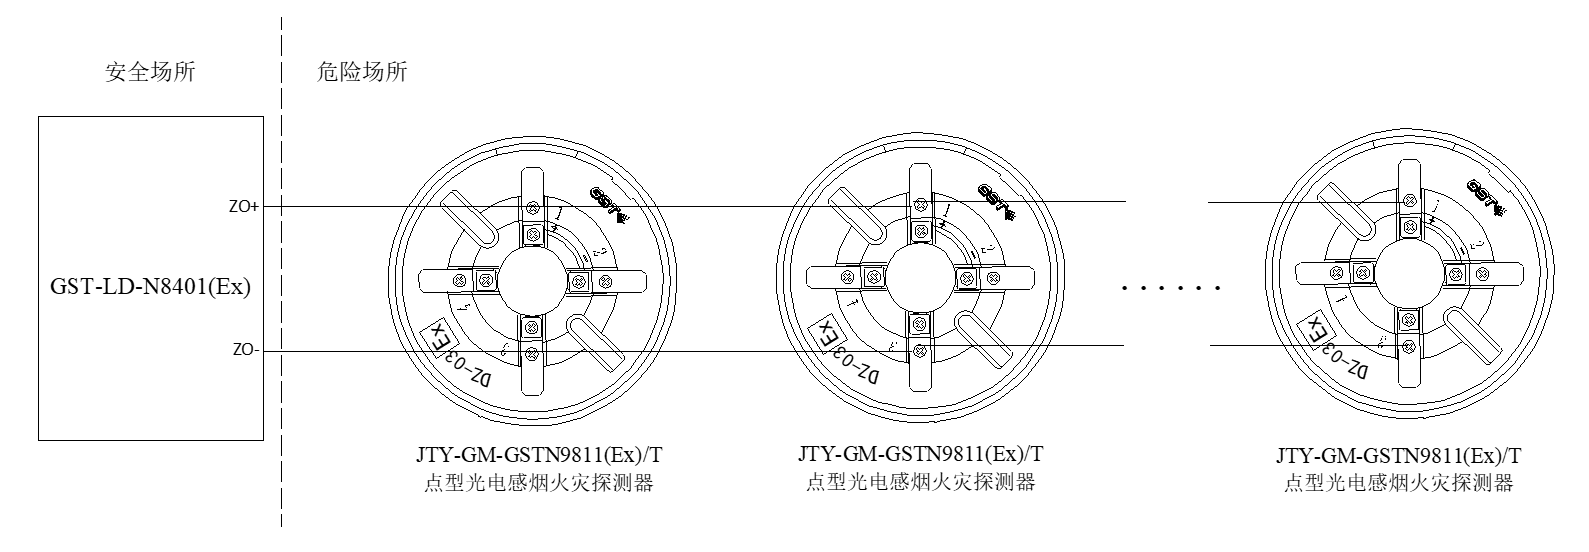 安全场所
危险场所
GST-LD-N8401(Ex)
ZO+
ZO-
GST
1
+
-
2
3
4
Ex
DZ-03
JTY-GM-GSTN9811(Ex)/T
点型光电感烟火灾探测器
GST
1
+
-
2
3
4
Ex
DZ-03
JTY-GM-GSTN9811(Ex)/T
点型光电感烟火灾探测器
······
GST
1
+
-
2
3
4
Ex
DZ-03
JTY-GM-GSTN9811(Ex)/T
点型光电感烟火灾探测器